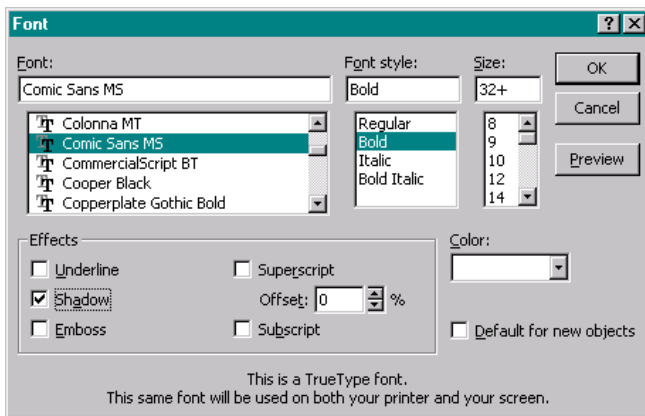 Font
Font: Font style: Size: OK
Comic Sans MS Bold 32+
Cancel
Colonna MT Regular 8
Comic Sans MS Bold 9
CommercialScript BT Italic 10
Cooper Black Bold Italic 12
Copperplate Gothic Bold 14
Preview
Effects Color:
Underline Superscript
Shadow Offset: 0 %
Emboss Subscript Default for new objects
This is a TrueType font.
This same font will be used on both your printer and your screen.